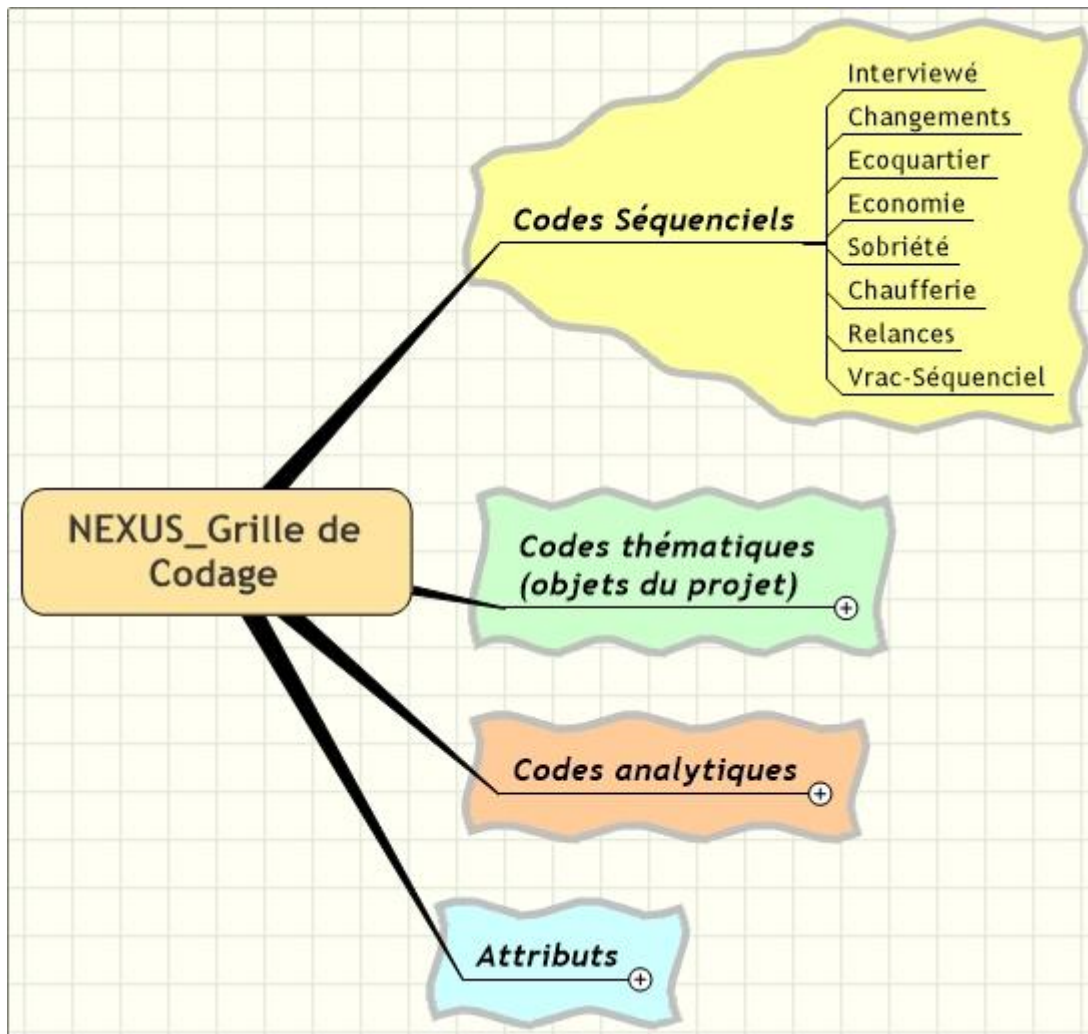 NEXUS_Grille de
Codage
Codes Séquenciels
Interviewé
Changements
Ecoquartier
Economie
Sobriété
Chaufferie
Relances
Vrac-Séquenciel
Codes thématiques
(objets du projet)
Codes analytiques
Attributs